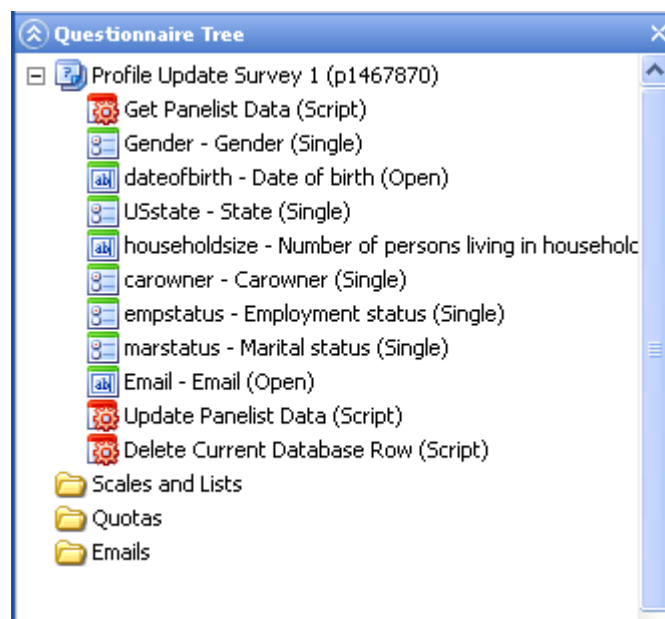 Questionnaire Tree
Profile Update Survey 1 (p1467870)
Get Panelist Data (Script)
Gender - Gender (Single)
dateofbirth - Date of birth (Open)
USstate - State (Single)
householdsize - Number of persons living in household
carowner - Carowner (Single)
empstatus - Employment status (Single)
marstatus - Marital status (Single)
Email - Email (Open)
Update Panelist Data (Script)
Delete Current Database Row (Script)
Scales and Lists
Quotas
Emails